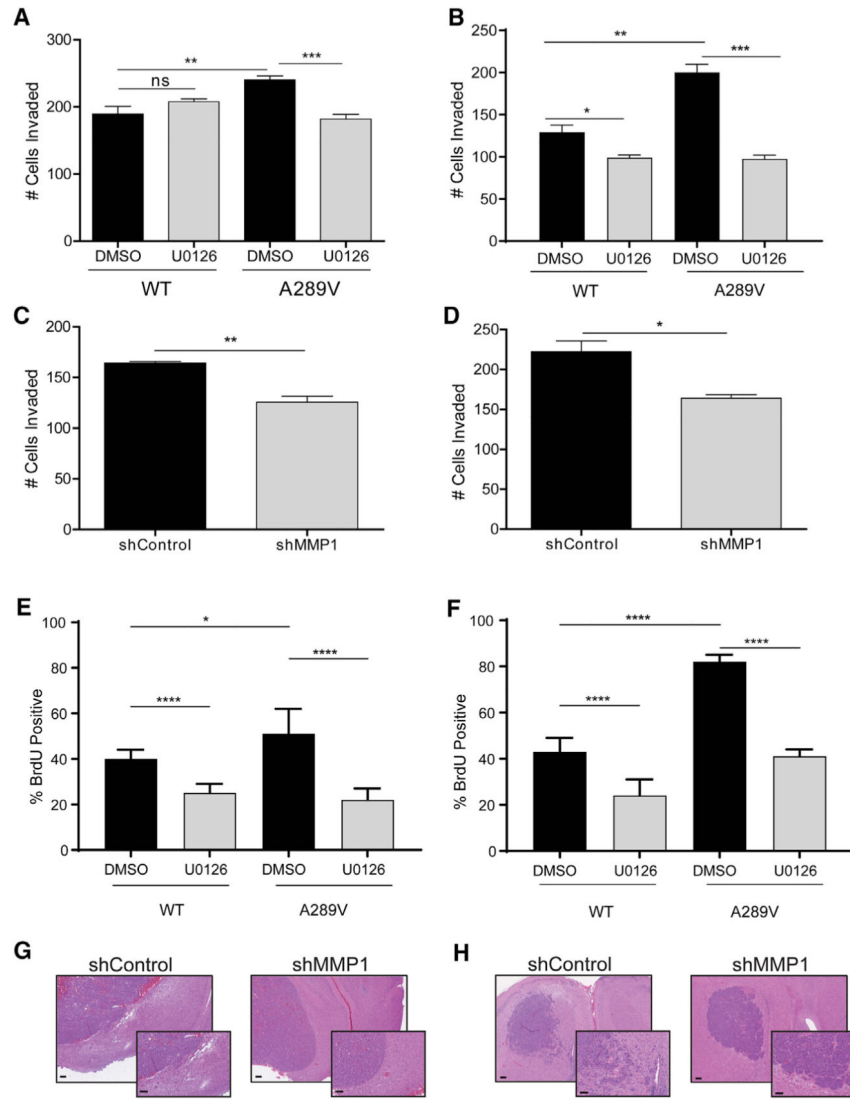 A
# Cells Invaded
300
200
100
0
**
***
ns
DMSO U0126 DMSO U0126
WT A289V
B
# Cells Invaded
250
200
150
100
50
0
**
***
*
DMSO U0126 DMSO U0126
WT A289V
C
# Cells Invaded
200
150
100
50
0
**
shControl shMMP1
D
# Cells Invaded
250
200
150
100
50
0
*
shControl shMMP1
E
% BrdU Positive
100
80
60
40
20
0
*
****
****
DMSO U0126 DMSO U0126
WT A289V
F
% BrdU Positive
100
80
60
40
20
0
****
****
****
DMSO U0126 DMSO U0126
WT A289V
G
shControl shMMP1
H
shControl shMMP1